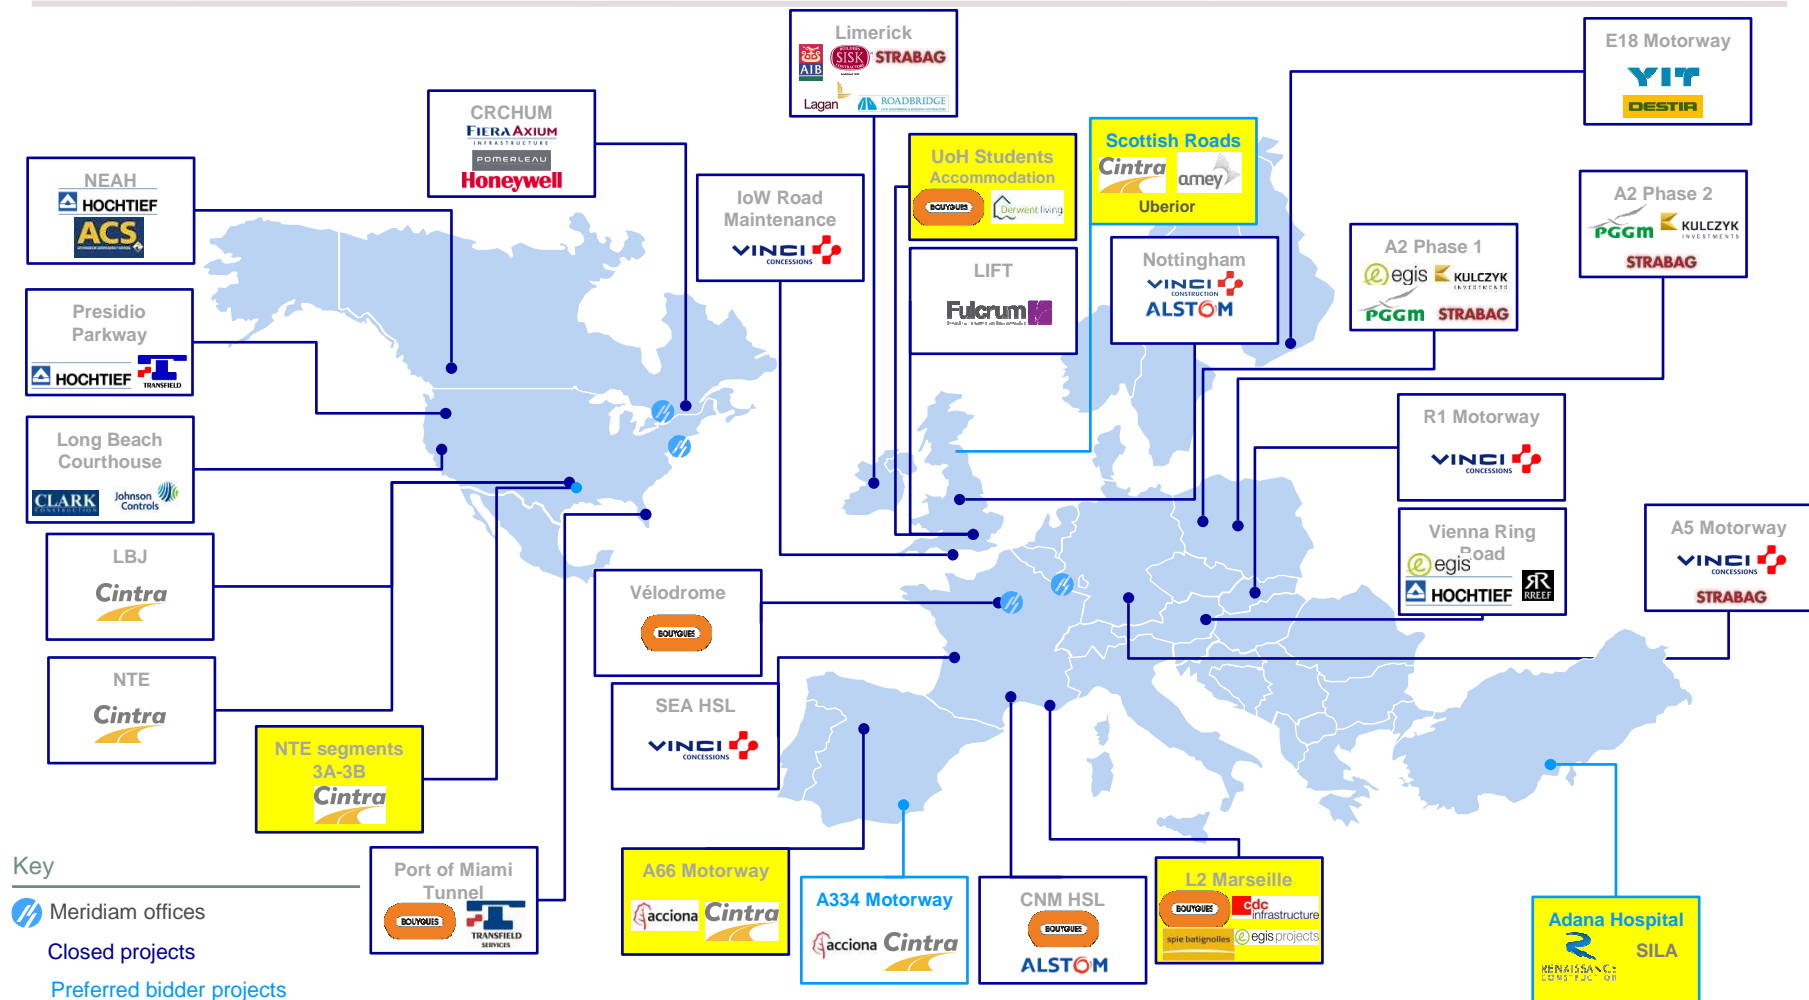 Limerick
AIB
SISK
STRABAG
Lagan
ROADBRIDGE
E18 Motorway
YIT
DESTIA
CRCHUM
FIERA AXIUM
INFRASTRUCTURE
POMERLEAU
Honeywell
Scottish Roads
Cintra
amey
Uberior
UoH Students
Accommodation
BOUYGUES
Derwent living
NEAH
HOCHTIEF
ACS
IoW Road
Maintenance
VINCI
CONCESSIONS
A2 Phase 2
PGGM
KULCZYK
INVESTMENTS
STRABAG
A2 Phase 1
egis
KULCZYK
INVESTMENTS
PGGM
STRABAG
LIFT
Fulcrum
Nottingham
VINCI
CONSTRUCTION
ALSTOM
Presidio
Parkway
HOCHTIEF
TRANSFIELD
R1 Motorway
VINCI
CONCESSIONS
Long Beach
Courthouse
CLARK
CONSTRUCTION
Johnson
Controls
Vienna Ring
Road
egis
HOCHTIEF
RREEF
A5 Motorway
VINCI
CONCESSIONS
STRABAG
LBJ
Cintra
Vélodrome
BOUYGUES
NTE
Cintra
SEA HSL
VINCI
CONCESSIONS
NTE segments
3A-3B
Cintra
Port of Miami
Tunnel
BOUYGUES
TRANSFIELD
SERVICES
A66 Motorway
acciona
Cintra
A334 Motorway
acciona
Cintra
CNM HSL
BOUYGUES
ALSTOM
L2 Marseille
BOUYGUES
cdc
infrastructure
spie batignolles
egis projects
Adana Hospital
RENAISSANCE
CONSTRUCTION
SILA
Key
Meridiam offices
Closed projects
Preferred bidder projects